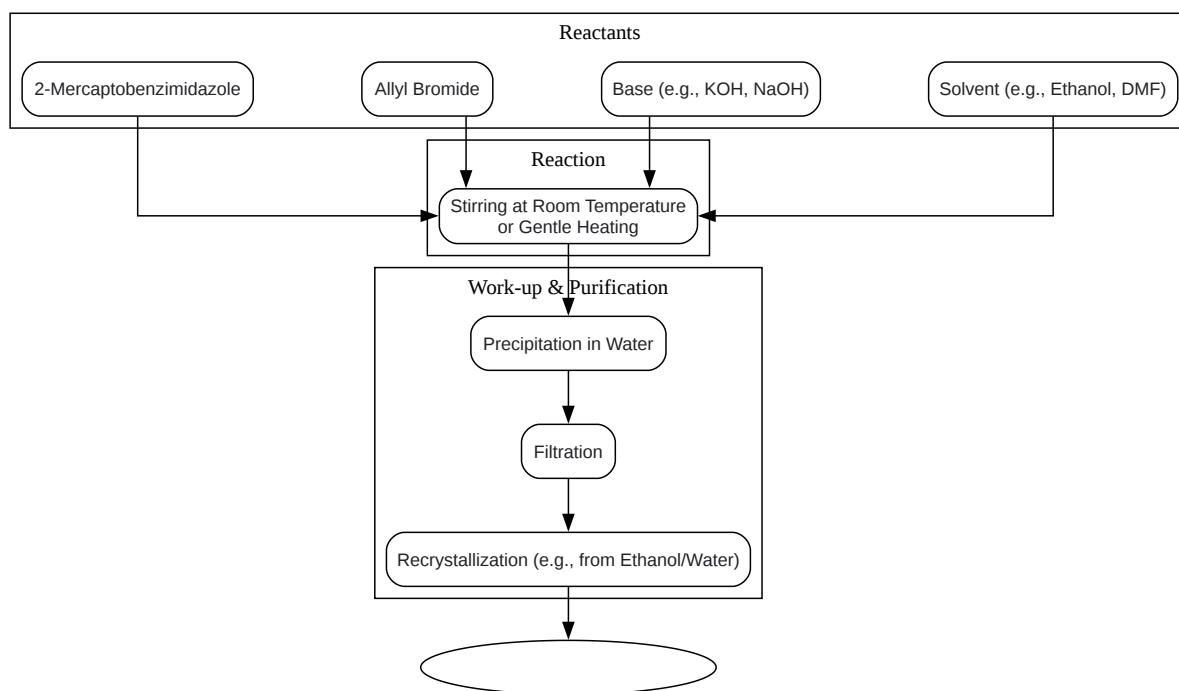 Reactants
2-Mercaptobenzimidazole
Allyl Bromide
Base (e.g., KOH, NaOH)
Solvent (e.g., Ethanol, DMF)
Reaction
Stirring at Room Temperature
or Gentle Heating
Work-up & Purification
Precipitation in Water
Filtration
Recrystallization (e.g., from Ethanol/Water)